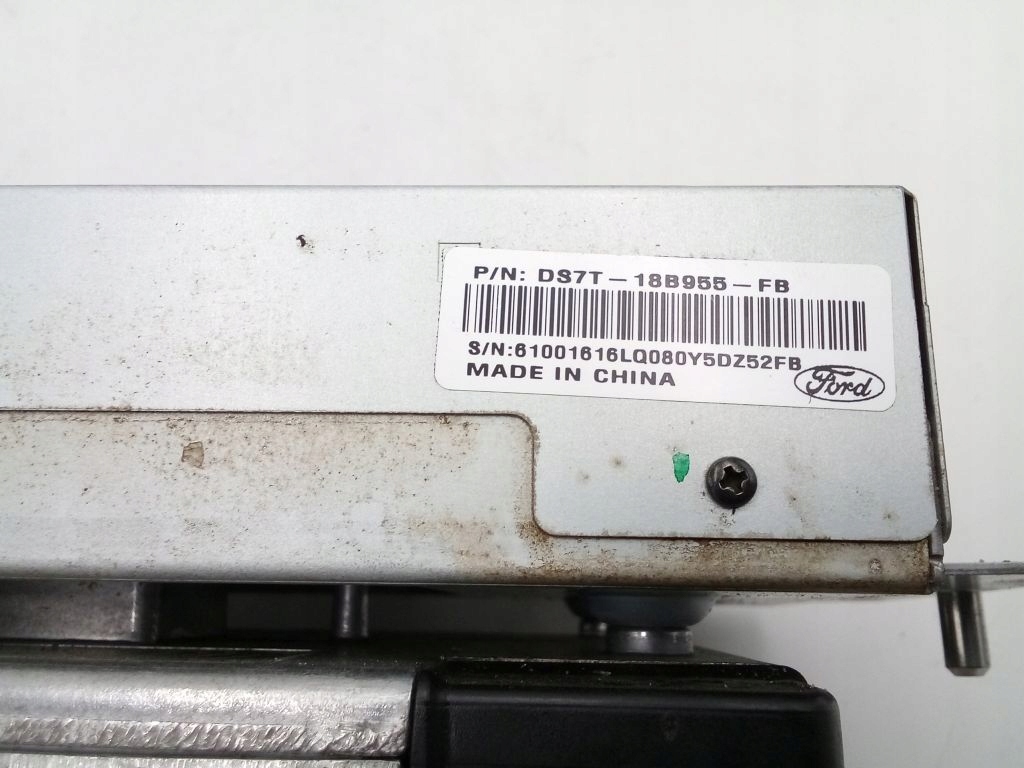 P/N: DS7T-18B955-FB
S/N:61001616LQ080Y5DZ52FB
MADE IN CHINA
Ford